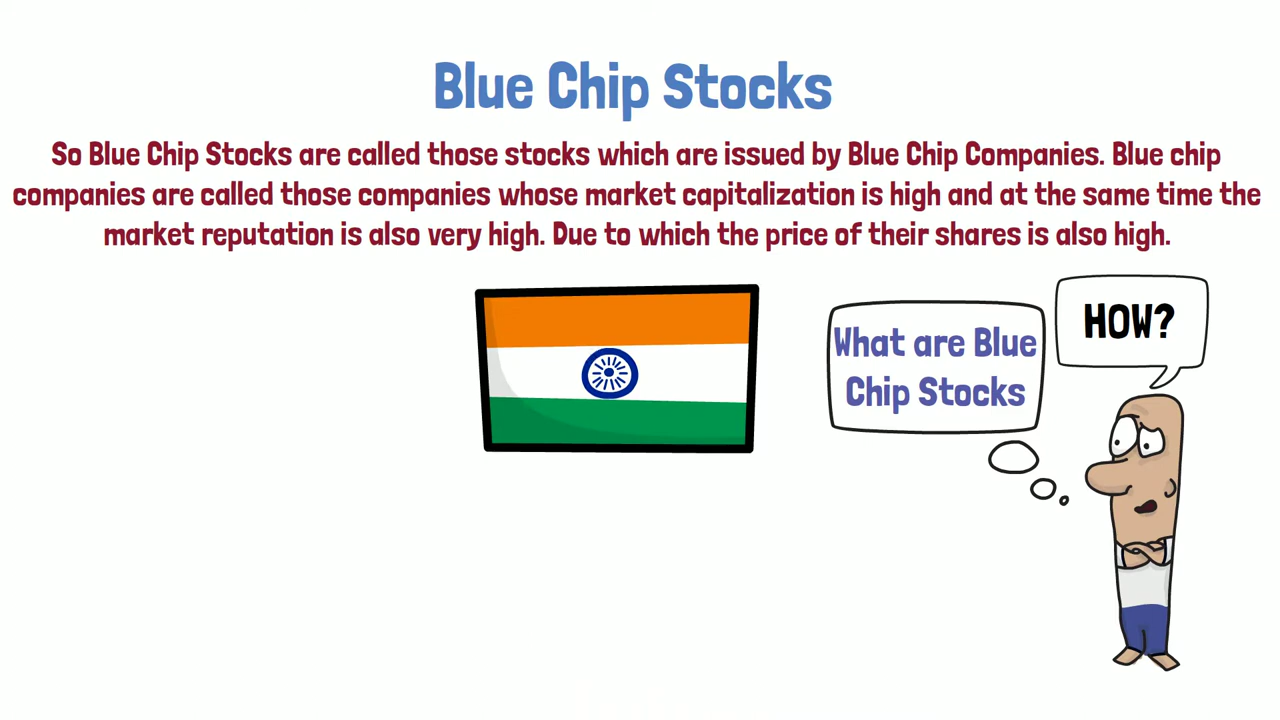 Blue Chip Stocks
So Blue Chip Stocks are called those stocks which are issued by Blue Chip Companies. Blue chip
companies are called those companies whose market capitalization is high and at the same time the
market reputation is also very high. Due to which the price of their shares is also high.
What are Blue
Chip Stocks
HOW?